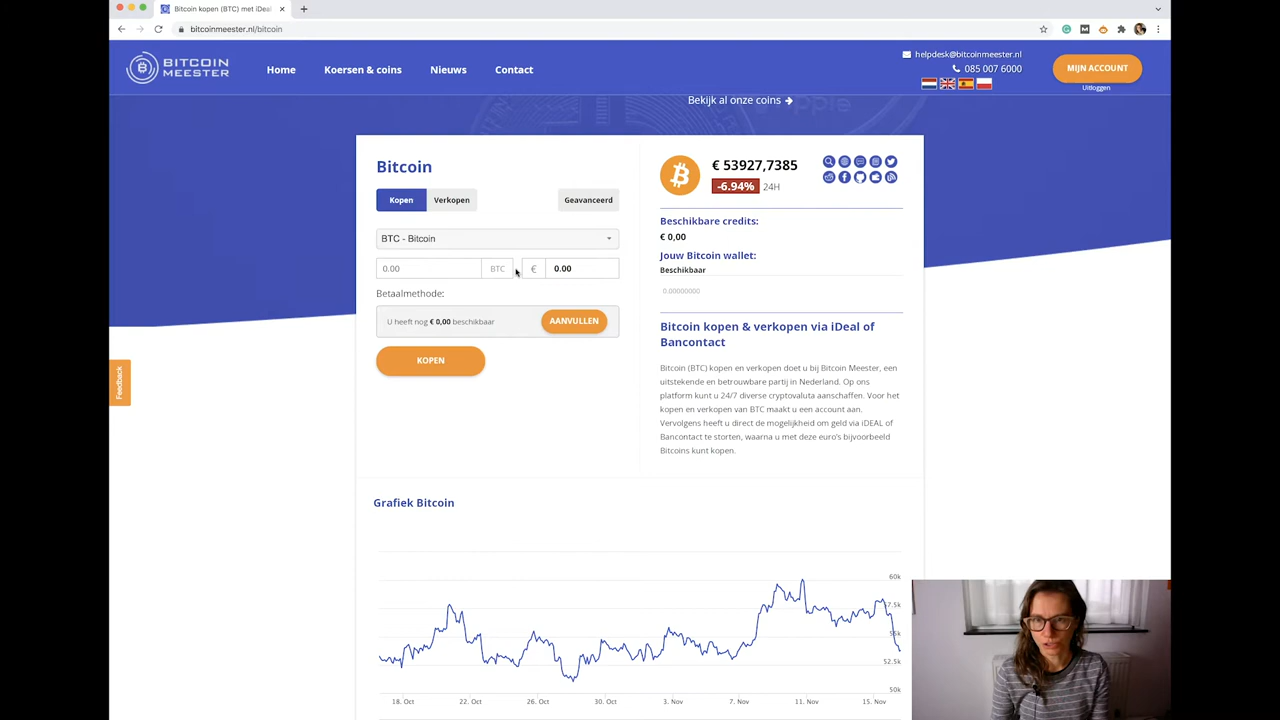 Bitcoin kopen (BTC) met iDeal
bitcoinmeester.nl/bitcoin
BITCOIN
MEESTER
Home
Koersen & coins
Nieuws
Contact
helpdesk@bitcoinmeester.nl
085 007 6000
MIJN ACCOUNT
Uitloggen
Bekijk al onze coins
Bitcoin
Kopen
Verkopen
Geavanceerd
BTC - Bitcoin
0.00 BTC € 0.00
Betaalmethode:
U heeft nog € 0,00 beschikbaar
AANVULLEN
KOPEN
€ 53927,7385
-6.94% 24H
Beschikbare credits:
€ 0,00
Jouw Bitcoin wallet:
Beschikbaar
0.00000000
Bitcoin kopen & verkopen via iDeal of
Bancontact
Bitcoin (BTC) kopen en verkopen doet u bij Bitcoin Meester, een
uitstekende en betrouwbare partij in Nederland. Op ons
platform kunt u 24/7 diverse cryptovaluta aanschaffen. Voor het
kopen en verkopen van BTC maakt u een account aan.
Vervolgens heeft u direct de mogelijkheid om geld via iDEAL of
Bancontact te storten, waarna u met deze euro's bijvoorbeeld
Bitcoins kunt kopen.
Feedback
Grafiek Bitcoin
60k
57.5k
55k
52.5k
50k
18. Oct
22. Oct
26. Oct
30. Oct
3. Nov
7. Nov
11. Nov
15. Nov